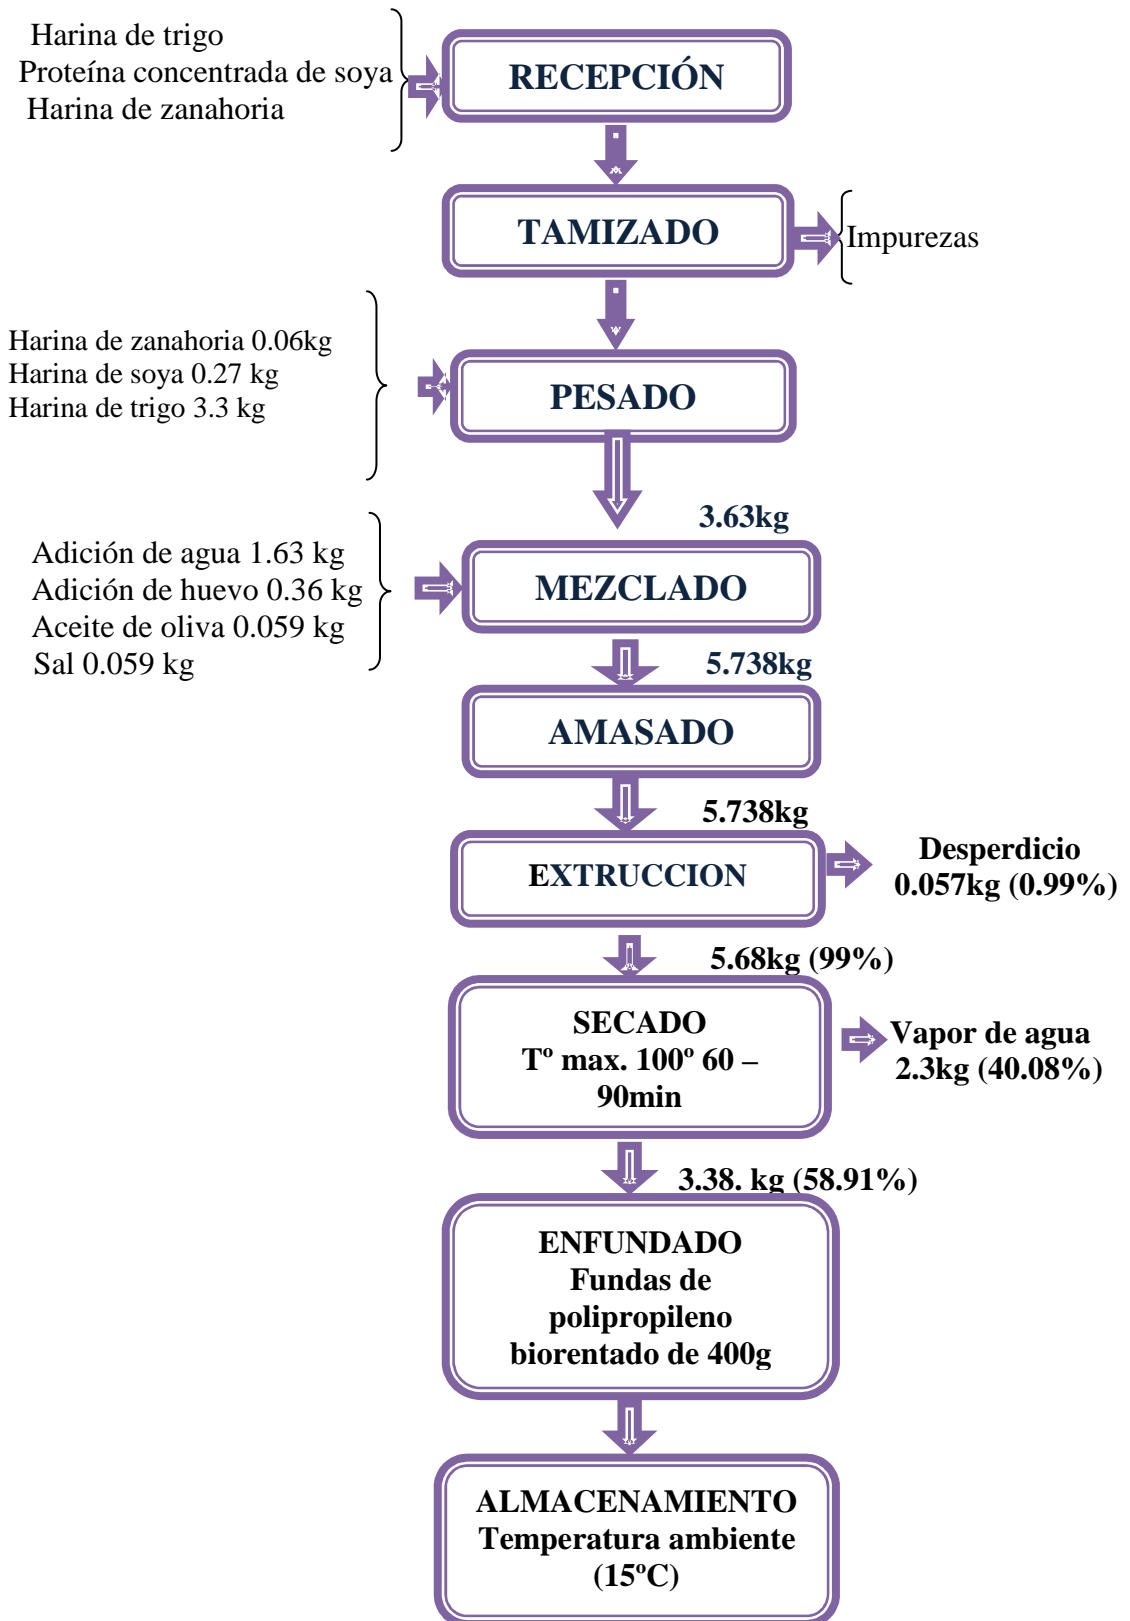 Harina de trigo
Proteína concentrada de soya
Harina de zanahoria
RECEPCIÓN
TAMIZADO
Impurezas
Harina de zanahoria 0.06kg
Harina de soya 0.27 kg
Harina de trigo 3.3 kg
PESADO
3.63kg
Adición de agua 1.63 kg
Adición de huevo 0.36 kg
Aceite de oliva 0.059 kg
Sal 0.059 kg
MEZCLADO
5.738kg
AMASADO
5.738kg
EXTRUCCION
Desperdicio
0.057kg (0.99%)
5.68kg (99%)
SECADO
Tº max. 100º 60 –
90min
Vapor de agua
2.3kg (40.08%)
3.38. kg (58.91%)
ENFUNDADO
Fundas de
polipropileno
biorentado de 400g
ALMACENAMIENTO
Temperatura ambiente
(15ºC)